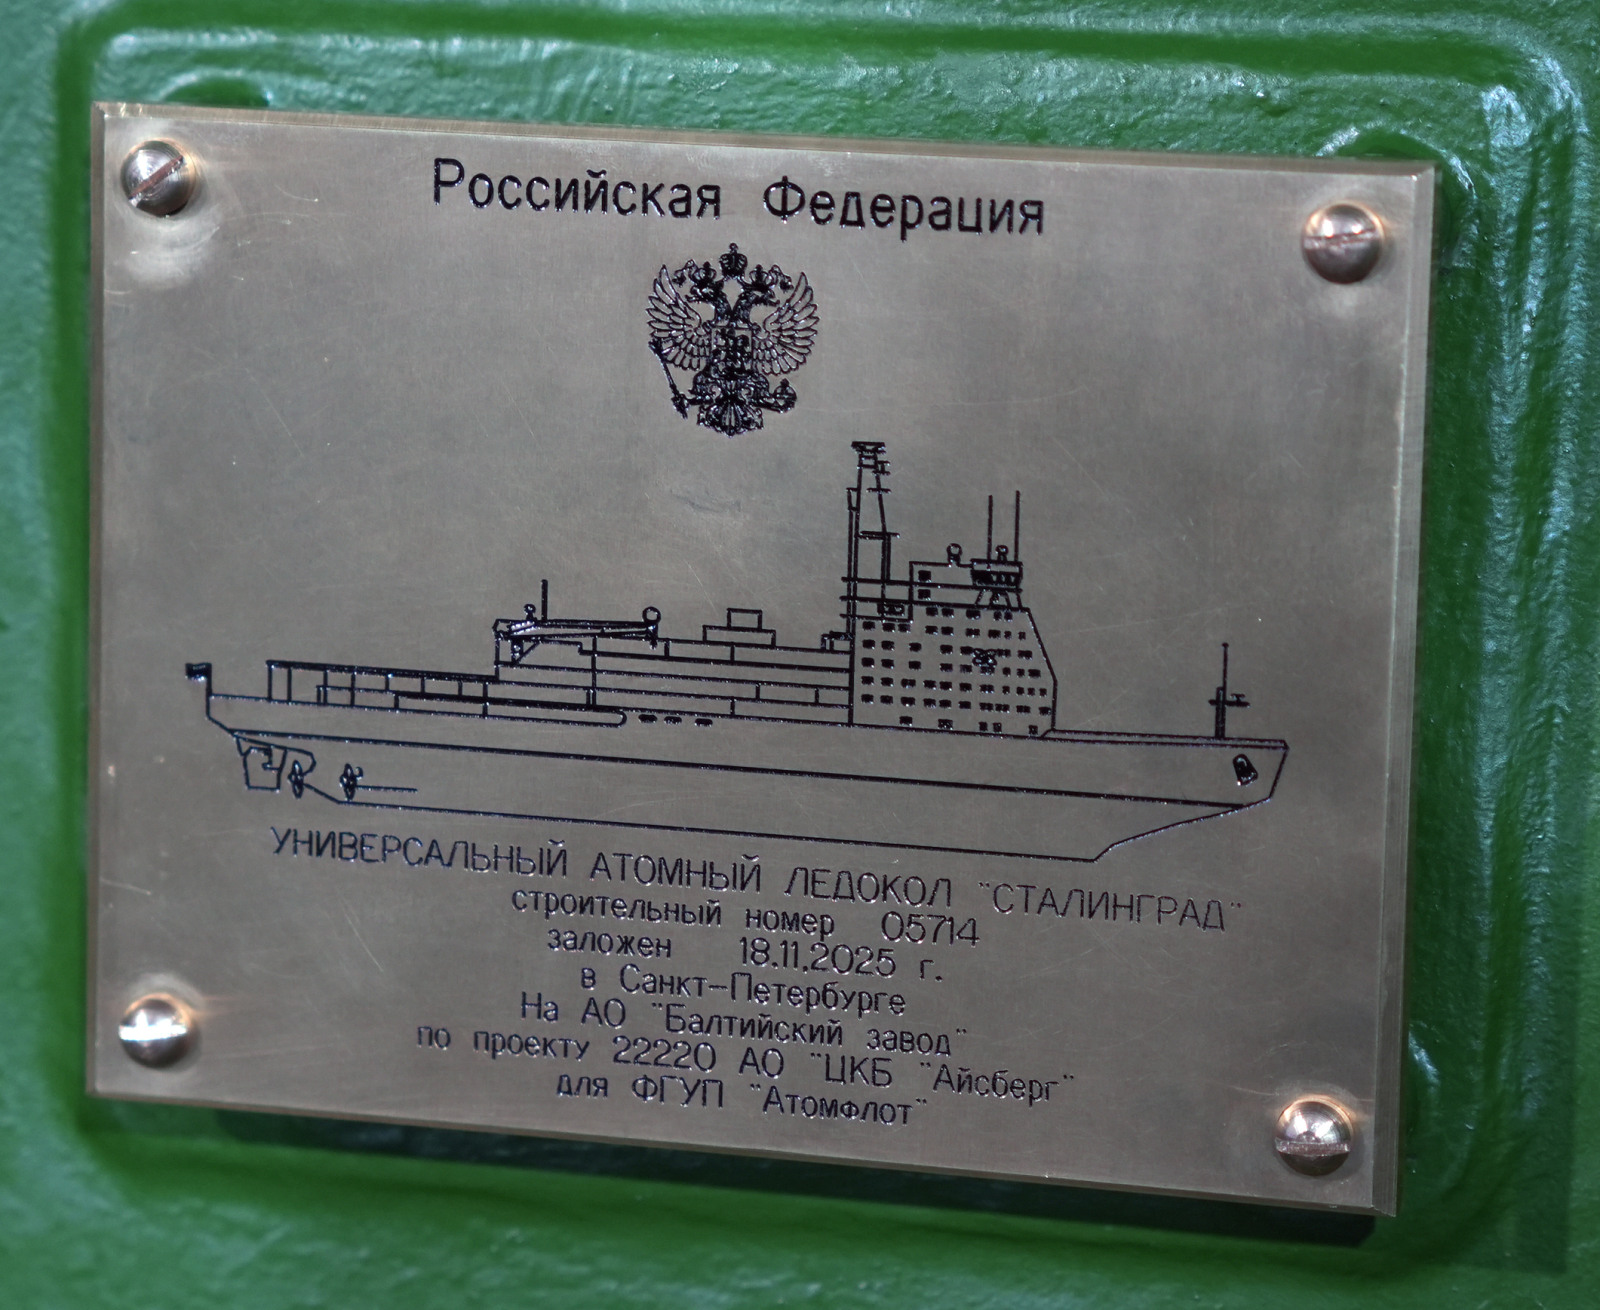 Российская Федерация
УНИВЕРСАЛЬНЫЙ АТОМНЫЙ ЛЕДОКОЛ "СТАЛИНГРАД"
строительный номер 05714
заложен 18.11.2025 г.
в Санкт-Петербурге
На АО "Балтийский завод"
по проекту 22220 АО "ЦКБ "Айсберг"
для ФГУП "Атомфлот"